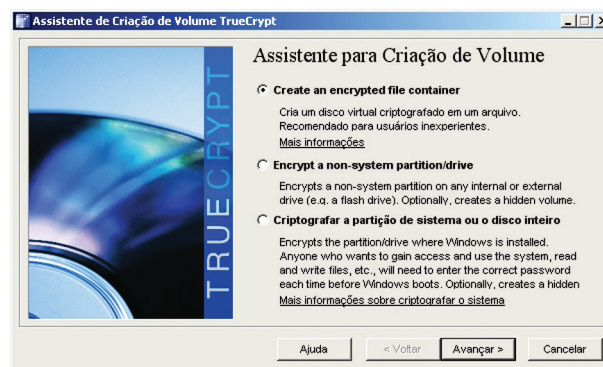 Assistente de Criação de Volume TrueCrypt
TRUECRYPT
Assistente para Criação de Volume
Create an encrypted file container
Cria um disco virtual criptografado em um arquivo.
Recomendado para usuários inexperientes.
Mais informações
Encrypt a non-system partition/drive
Encrypts a non-system partition on any internal or external
drive (e.g. a flash drive). Optionally, creates a hidden volume.
Criptografar a partição de sistema ou o disco inteiro
Encrypts the partition/drive where Windows is installed.
Anyone who wants to gain access and use the system, read
and write files, etc., will need to enter the correct password
each time before Windows boots. Optionally, creates a hidden
Mais informações sobre criptografar o sistema
Ajuda
< Voltar
Avançar >
Cancelar